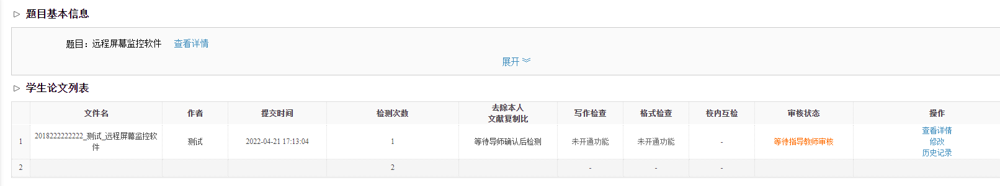 题目基本信息
题目：远程屏幕监控软件 查看详情
展开
学生论文列表
文件名 作者 提交时间 检测次数 去除本人 写作检查 格式检查 校内互检 审核状态 操作
文献复制比
1 2018222222222_测试_远程屏幕监控软 测试 2022-04-21 17:13:04 1 等待导师确认后检测 未开通功能 未开通功能 - 等待指导教师审核 查看详情
件 修改
历史记录
2 2 - - -